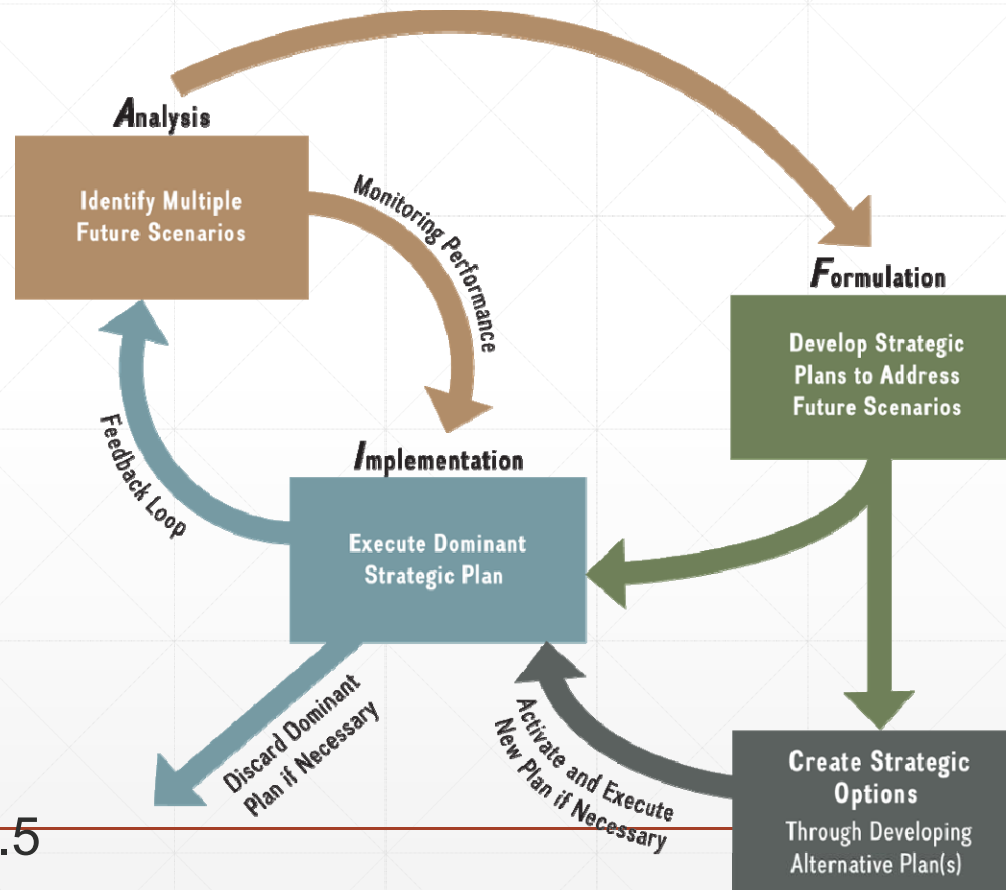 Analysis
Identify Multiple
Future Scenarios
Monitoring Performance
Formulation
Develop Strategic
Plans to Address
Future Scenarios
Feedback Loop
Implementation
Execute Dominant
Strategic Plan
Discard Dominant
Plan if Necessary
Activate and Execute
New Plan if Necessary
Create Strategic
Options
Through Developing
Alternative Plan(s)
.5